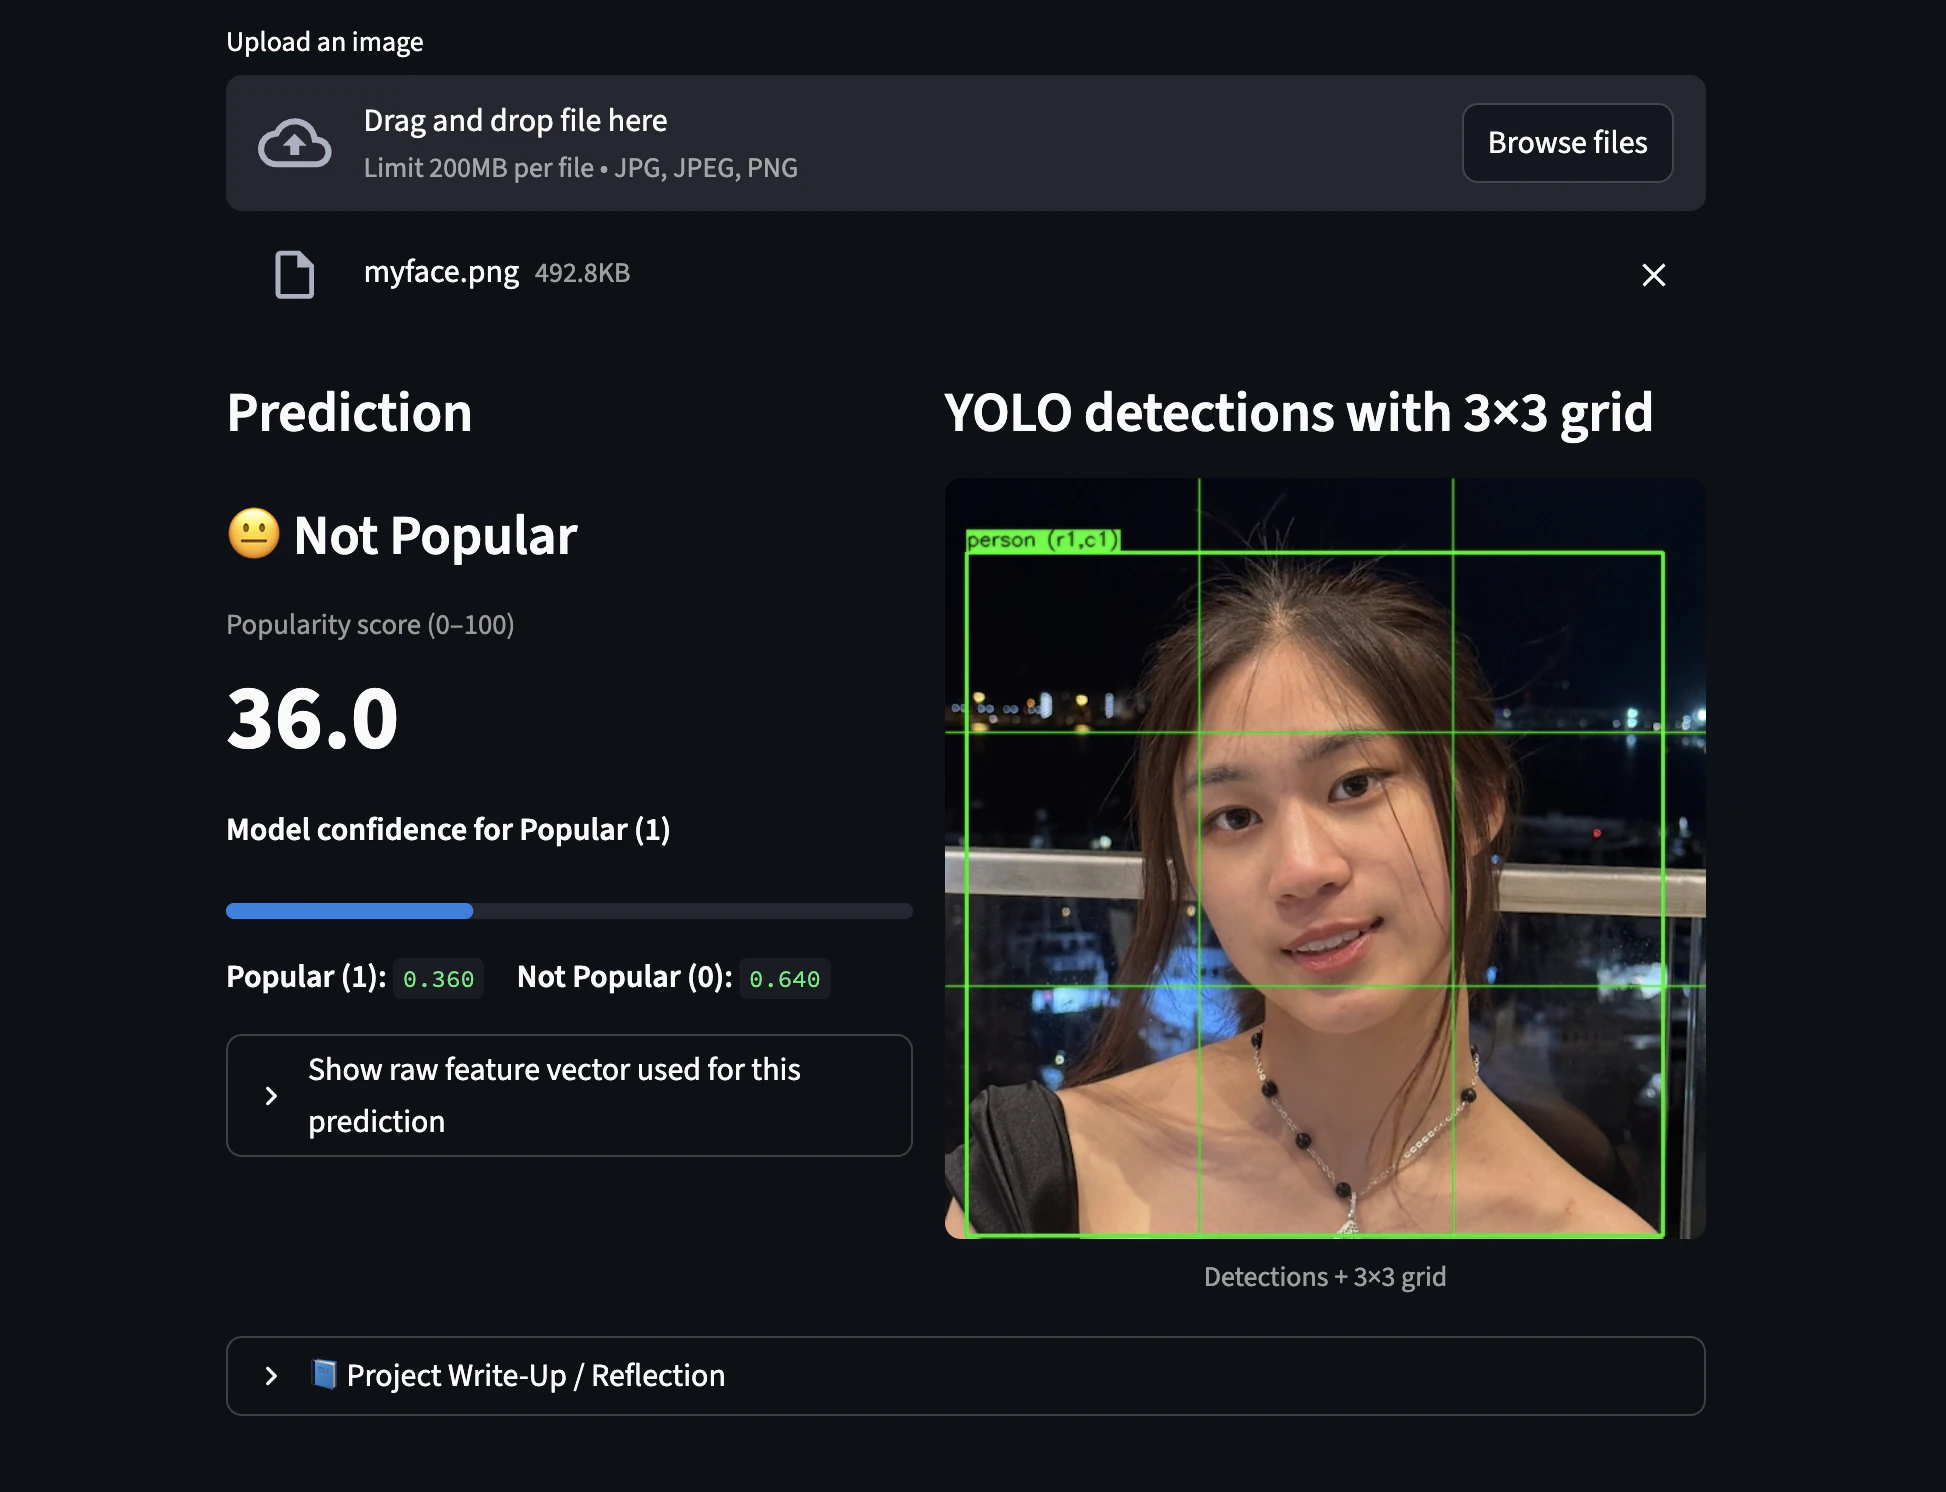 Upload an image
Drag and drop file here
Limit 200MB per file • JPG, JPEG, PNG
Browse files
myface.png 492.8KB
Prediction
😐 Not Popular
Popularity score (0–100)
36.0
Model confidence for Popular (1)
Popular (1): 0.360 Not Popular (0): 0.640
Show raw feature vector used for this
prediction
YOLO detections with 3×3 grid
person (r1,c1)
Detections + 3×3 grid
📘 Project Write-Up / Reflection